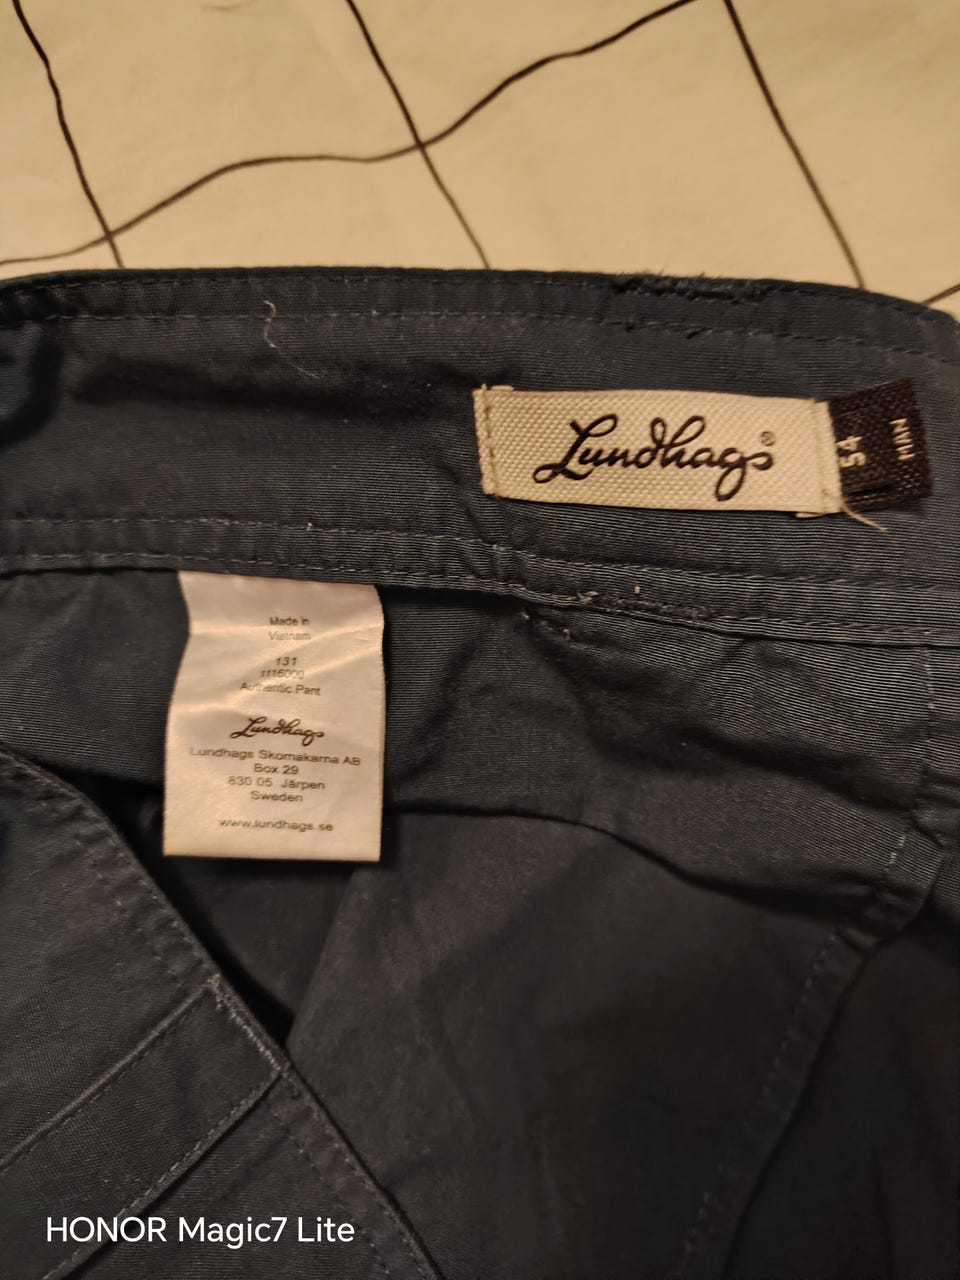 Lundhags®
54
MAN
Made in
Vietnam
131
1116000
Authentic Pant
Lundhags
Lundhags Skomakarna AB
Box 29
830 05 Järpen
Sweden
www.lundhags.se
HONOR Magic7 Lite